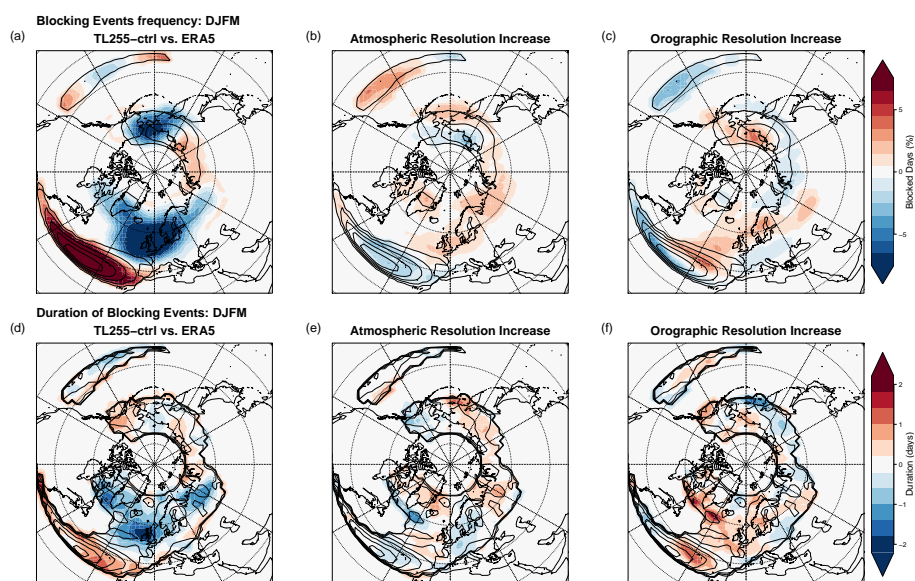 Blocking Events frequency: DJFM
(a) TL255−ctrl vs. ERA5
(b) Atmospheric Resolution Increase
(c) Orographic Resolution Increase
5
0
−5
Blocked Days (%)
Duration of Blocking Events: DJFM
(d) TL255−ctrl vs. ERA5
(e) Atmospheric Resolution Increase
(f) Orographic Resolution Increase
2
1
0
−1
−2
Duration (days)